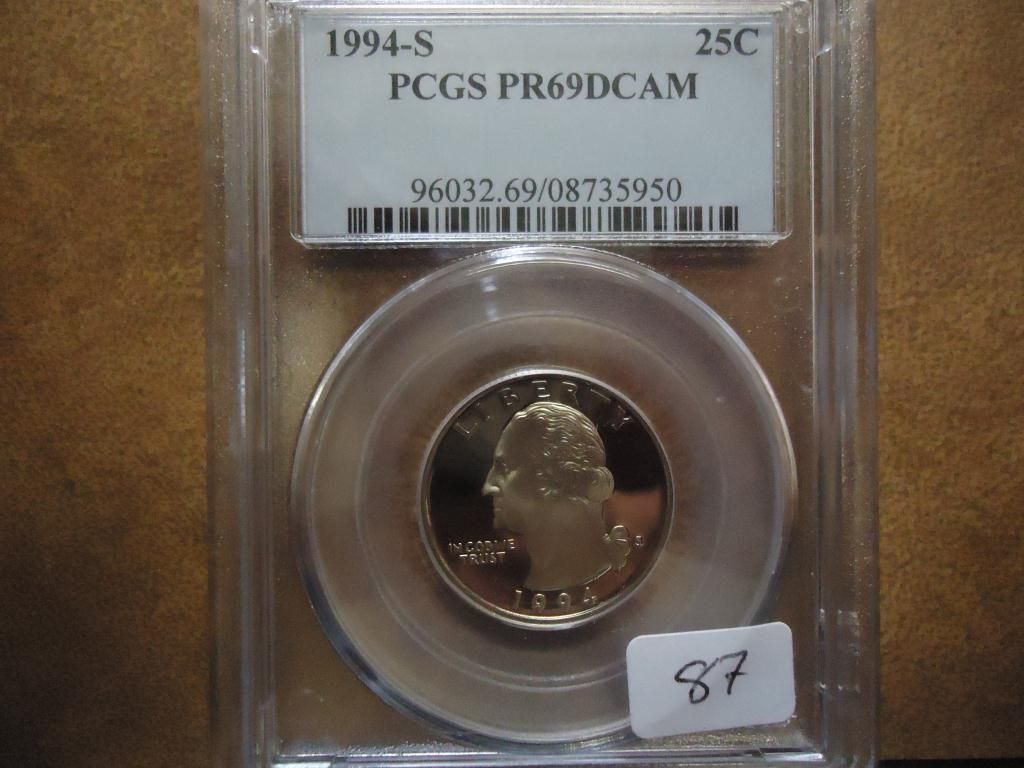 1994-S 25C
PCGS PR69DCAM
96032.69/08735950
LIBERTY
IN GOD WE
TRUST
S
1994
87